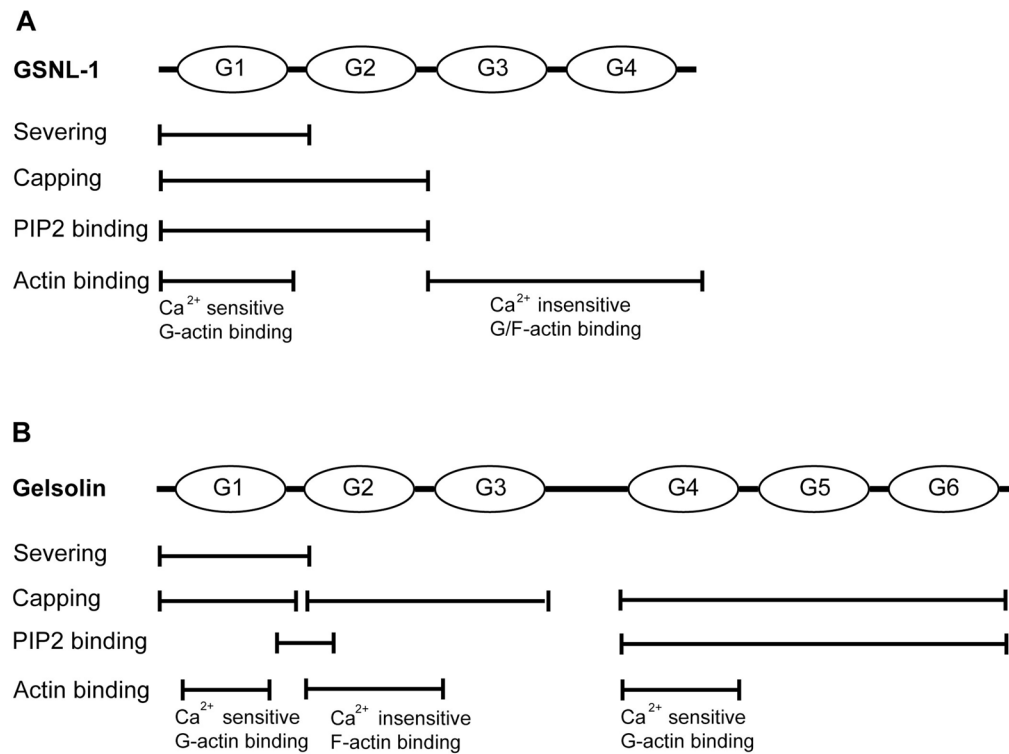 A
GSNL-1 G1 G2 G3 G4
Severing
Capping
PIP2 binding
Actin binding
Ca2+ sensitive
G-actin binding
Ca2+ insensitive
G/F-actin binding
B
Gelsolin G1 G2 G3 G4 G5 G6
Severing
Capping
PIP2 binding
Actin binding
Ca2+ sensitive
G-actin binding
Ca2+ insensitive
F-actin binding
Ca2+ sensitive
G-actin binding